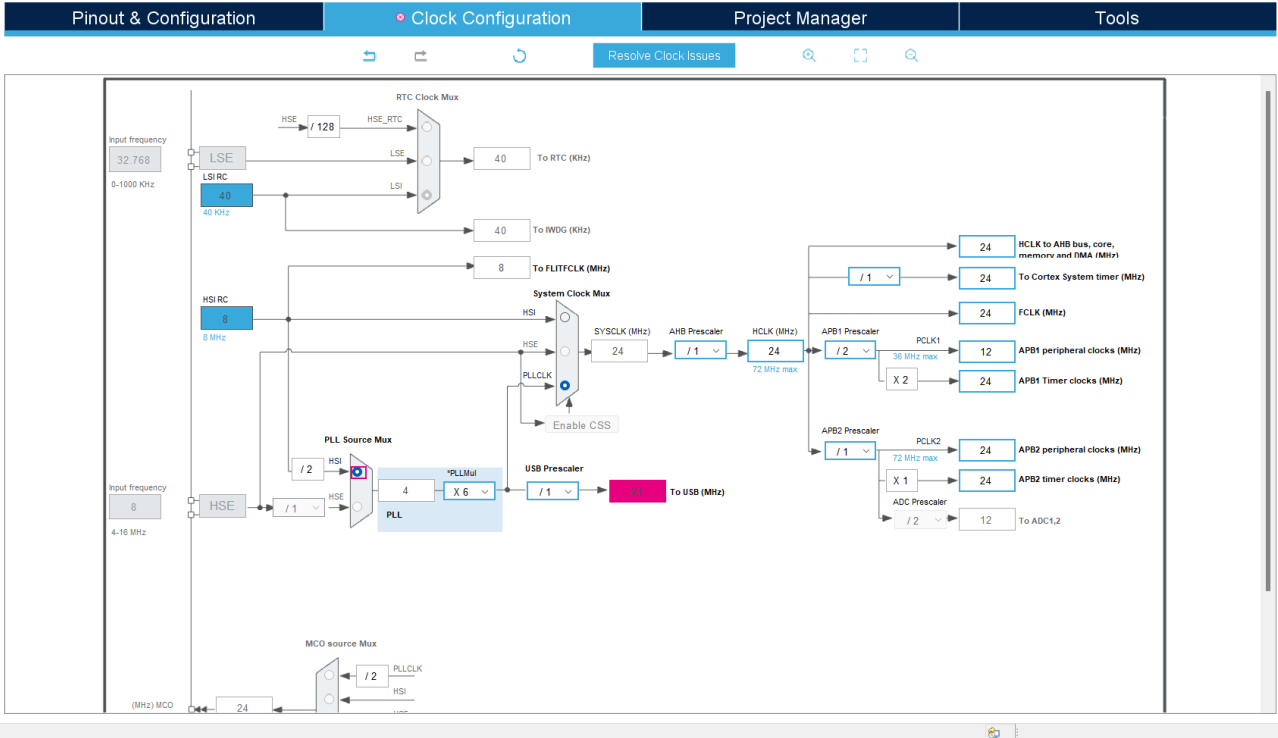 Pinout & Configuration
Clock Configuration
Project Manager
Tools
Resolve Clock Issues
RTC Clock Mux
HSE
/ 128
HSE_RTC
Input frequency
32.768
0-1000 KHz
LSE
LSE
40
To RTC (KHz)
LSI RC
40
40 KHz
LSI
40
To IWDG (KHz)
8
To FLITFCLK (MHz)
HSI RC
8
8 MHz
System Clock Mux
HSI
HSE
PLLCLK
Enable CSS
SYSCLK (MHz)
24
AHB Prescaler
/ 1
HCLK (MHz)
24
72 MHz max
24
HCLK to AHB bus, core,
memory and DMA (MHz)
/ 1
24
To Cortex System timer (MHz)
24
FCLK (MHz)
APB1 Prescaler
/ 2
PCLK1
36 MHz max
12
APB1 peripheral clocks (MHz)
X 2
24
APB1 Timer clocks (MHz)
APB2 Prescaler
/ 1
PCLK2
72 MHz max
24
APB2 peripheral clocks (MHz)
X 1
24
APB2 timer clocks (MHz)
ADC Prescaler
/ 2
12
To ADC1,2
PLL Source Mux
/ 2
HSI
Input frequency
8
4-16 MHz
HSE
/ 1
HSE
4
*PLLMul
X 6
PLL
USB Prescaler
/ 1
24
To USB (MHz)
MCO source Mux
/ 2
PLLCLK
HSI
HSE
(MHz) MCO
24